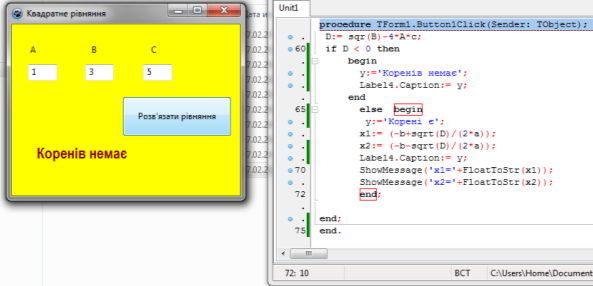 Квадратне рівняння
A B C
1 3 5
Розв'язати рівняння
Коренів немає
Unit1
procedure TForm1.Button1Click(Sender: TObject);
D:= sqr(B)-4*A*c;
60 if D < 0 then
begin
y:='Коренів немає';
Label4.Caption:= y;
end
65 else begin
y:='Корені є';
x1:= (-b+sqrt(D)/(2*a));
x2:= (-b-sqrt(D)/(2*a));
Label4.Caption:= y;
70 ShowMessage('x1='+FloatToStr(x1));
ShowMessage('x2='+FloatToStr(x2));
72 end;
end;
75 end.
72: 10 ВСТ C:\Users\Home\Document